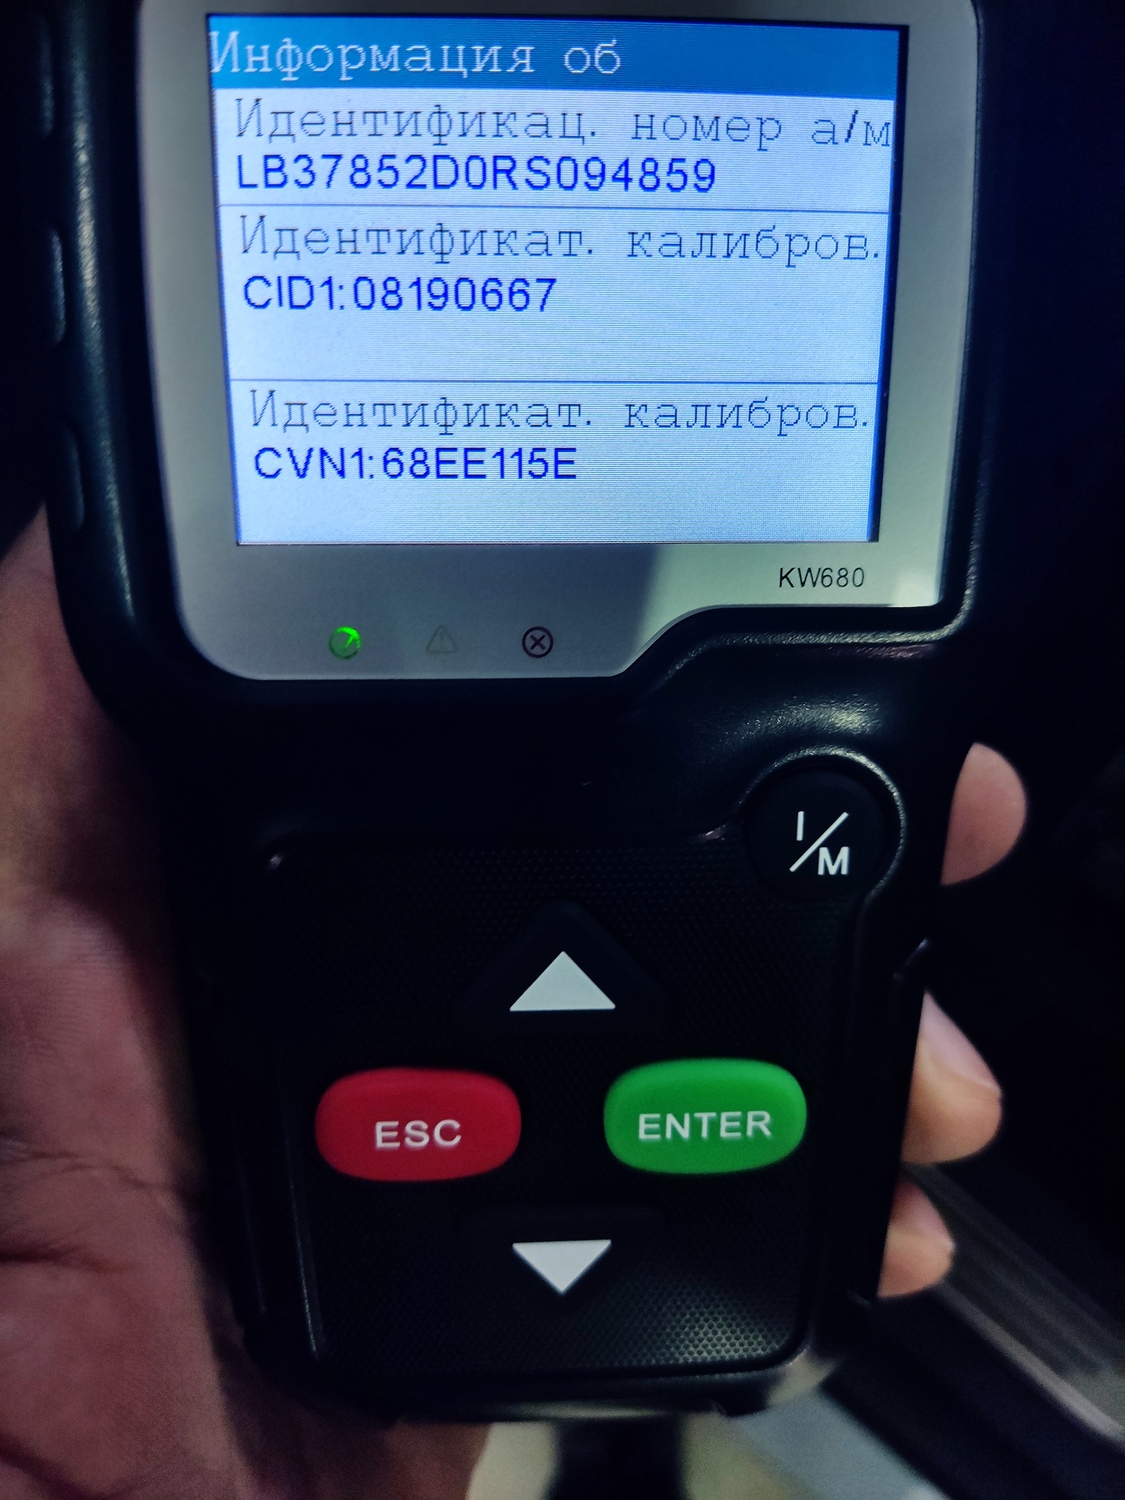 Информация об
Идентификац. номер а/м
LB37852D0RS094859
Идентификат. калибров.
CID1:08190667
Идентификат. калибров.
CVN1:68EE115E
KW680
I/M
ESC
ENTER